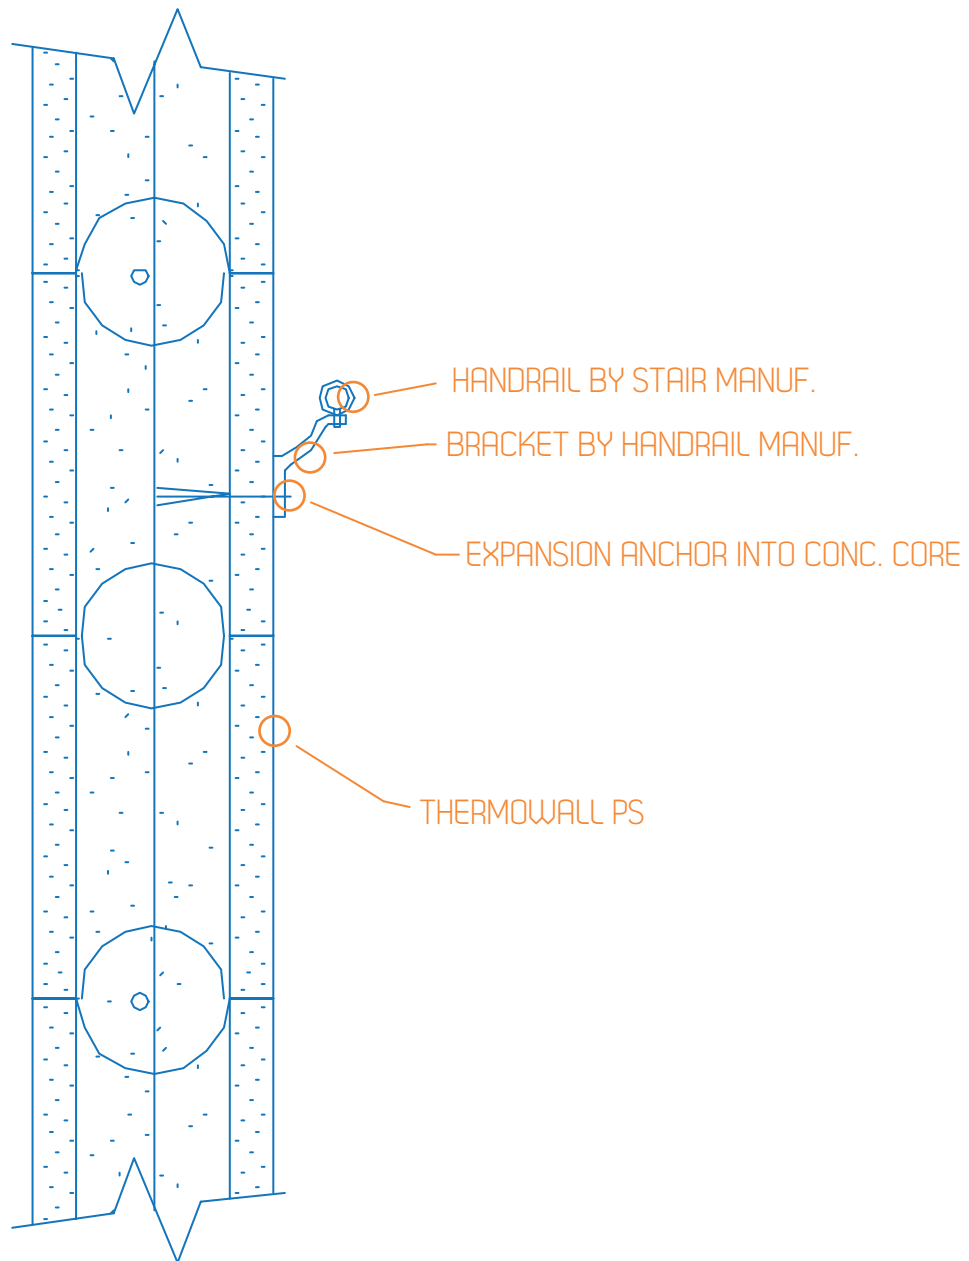 HANDRAIL BY STAIR MANUF.
BRACKET BY HANDRAIL MANUF.
EXPANSION ANCHOR INTO CONC. CORE
THERMOWALL PS